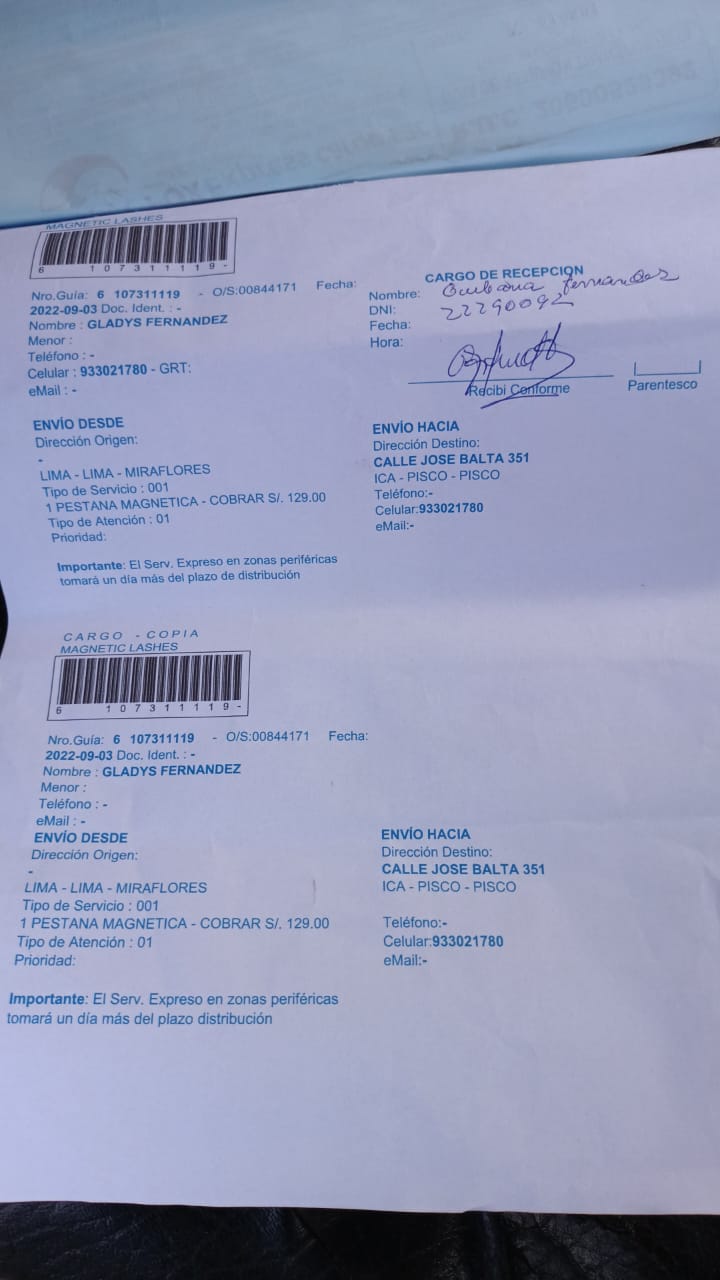 MAGNETIC LASHES
6 107311119-
Nro.Guía: 6 107311119 - O/S:00844171 Fecha:
2022-09-03 Doc. Ident. : -
Nombre : GLADYS FERNANDEZ
Menor :
Teléfono : -
Celular : 933021780 - GRT:
eMail : -
CARGO DE RECEPCIÓN
Nombre: Fernandez
DNI: 22290092
Fecha:
Hora:
Recibi Conforme
Parentesco
ENVÍO DESDE
Dirección Origen:
-
LIMA - LIMA - MIRAFLORES
Tipo de Servicio : 001
1 PESTANA MAGNETICA - COBRAR S/. 129.00
Tipo de Atención : 01
Prioridad:
ENVÍO HACIA
Dirección Destino:
CALLE JOSE BALTA 351
ICA - PISCO - PISCO
Teléfono:-
Celular:933021780
eMail:-
Importante: El Serv. Expreso en zonas periféricas
tomará un día más del plazo de distribución
CARGO - COPIA
MAGNETIC LASHES
6 107311119-
Nro.Guía: 6 107311119 - O/S:00844171 Fecha:
2022-09-03 Doc. Ident. : -
Nombre : GLADYS FERNANDEZ
Menor :
Teléfono : -
eMail : -
ENVÍO DESDE
Dirección Origen:
-
LIMA - LIMA - MIRAFLORES
Tipo de Servicio : 001
1 PESTANA MAGNETICA - COBRAR S/. 129.00
Tipo de Atención : 01
Prioridad:
ENVÍO HACIA
Dirección Destino:
CALLE JOSE BALTA 351
ICA - PISCO - PISCO
Teléfono:-
Celular:933021780
eMail:-
Importante: El Serv. Expreso en zonas periféricas
tomará un día más del plazo distribución